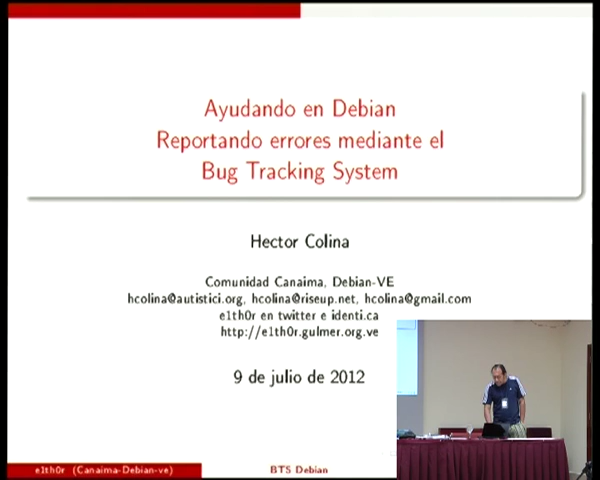 Ayudando en Debian
Reportando errores mediante el
Bug Tracking System
Hector Colina
Comunidad Canaima, Debian-VE
hcolina@autistici.org, hcolina@riseup.net, hcolina@gmail.com
e1th0r en twitter e identi.ca
http://e1th0r.gulmer.org.ve
9 de julio de 2012
e1th0r (Canaima-Debian-ve)
BTS Debian